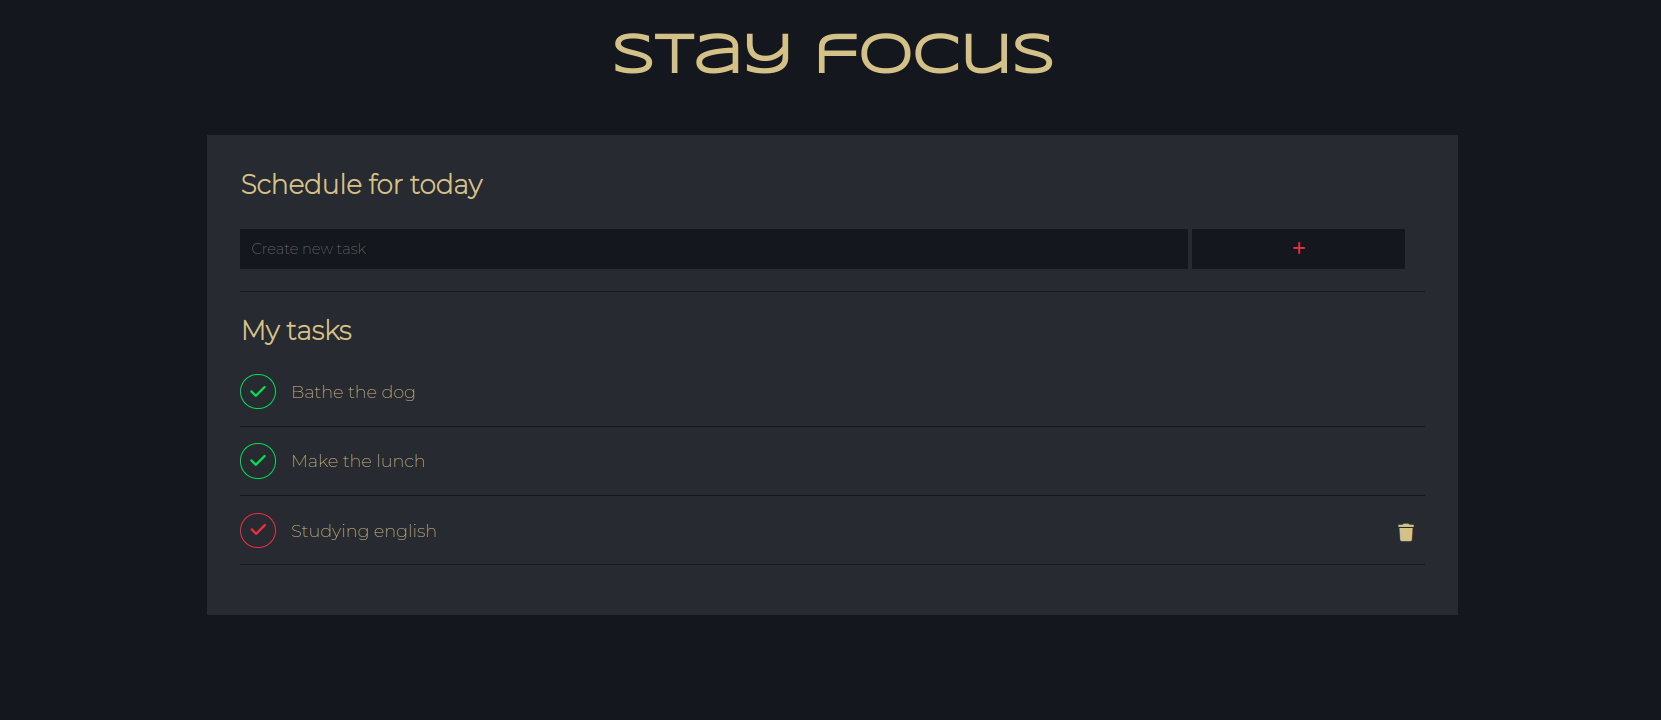 Stay Focus
Schedule for today
Create new task
+
My tasks
Bathe the dog
Make the lunch
Studying english